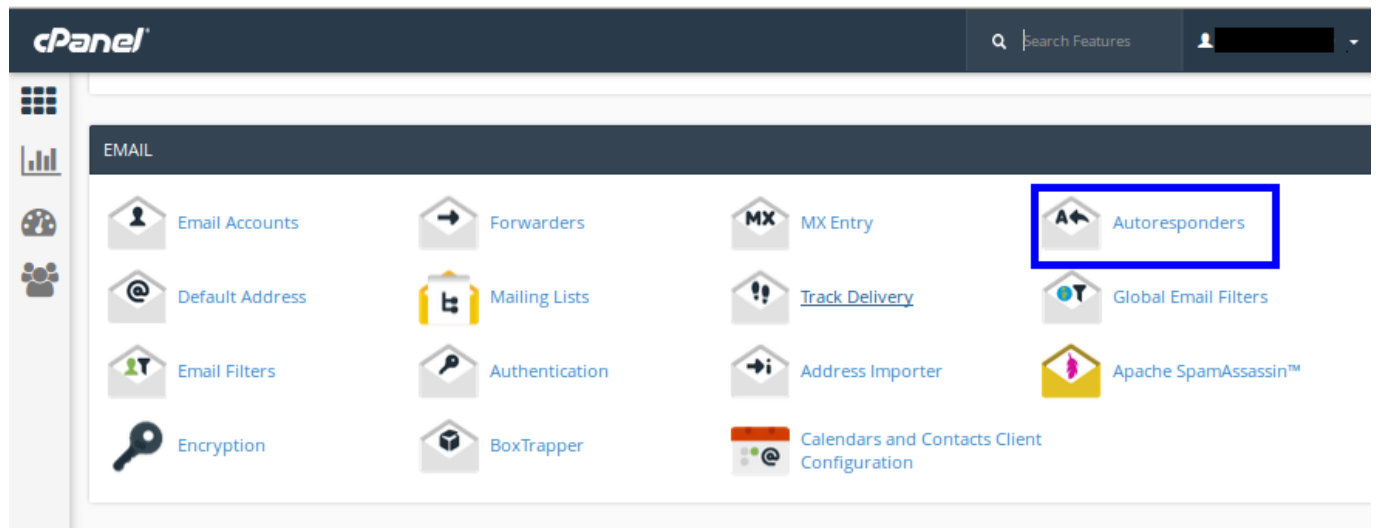 cPanel®
Search Features
EMAIL
Email Accounts
Forwarders
MX
MX Entry
A
Autoresponders
@
Default Address
Mailing Lists
Track Delivery
Global Email Filters
Email Filters
Authentication
i
Address Importer
Apache SpamAssassin™
Encryption
BoxTrapper
@
Calendars and Contacts Client
Configuration